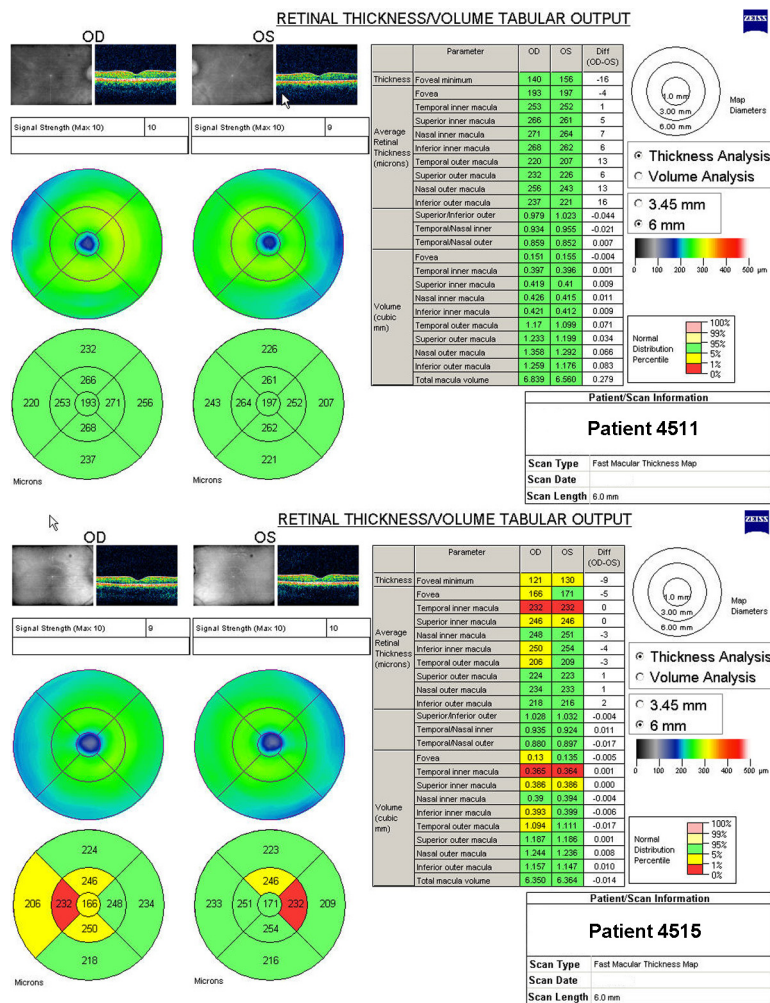 RETINAL THICKNESS/VOLUME TABULAR OUTPUT
ZEISS
OD OS
Signal Strength (Max 10) 10 Signal Strength (Max 10) 9
Parameter OD OS Diff (OD-OS)
Thickness Foveal minimum 140 156 -16
Average Retinal Thickness (microns)
Fovea 193 197 -4
Temporal inner macula 253 252 1
Superior inner macula 266 261 5
Nasal inner macula 271 264 7
Inferior inner macula 268 262 6
Temporal outer macula 220 207 13
Superior outer macula 232 226 6
Nasal outer macula 256 243 13
Inferior outer macula 237 221 16
Superior/Inferior outer 0.979 1.023 -0.044
Temporal/Nasal inner 0.934 0.955 -0.021
Temporal/Nasal outer 0.859 0.852 0.007
Volume (cubic mm)
Fovea 0.151 0.155 -0.004
Temporal inner macula 0.397 0.396 0.001
Superior inner macula 0.419 0.41 0.009
Nasal inner macula 0.426 0.415 0.011
Inferior inner macula 0.421 0.412 0.009
Temporal outer macula 1.17 1.099 0.071
Superior outer macula 1.233 1.199 0.034
Nasal outer macula 1.358 1.292 0.066
Inferior outer macula 1.259 1.176 0.083
Total macula volume 6.839 6.560 0.279
1.0 mm
3.00 mm
6.00 mm
Map Diameters
Thickness Analysis
Volume Analysis
3.45 mm
6 mm
0 100 200 300 400 500 µm
Normal Distribution Percentile
100%
99%
95%
5%
1%
0%
232
266
220 253 193 271 256
268
237
Microns
226
261
243 264 197 252 207
262
221
Microns
Patient/Scan Information
Patient 4511
Scan Type Fast Macular Thickness Map
Scan Date
Scan Length 6.0 mm
RETINAL THICKNESS/VOLUME TABULAR OUTPUT
ZEISS
OD OS
Signal Strength (Max 10) 9 Signal Strength (Max 10) 10
Parameter OD OS Diff (OD-OS)
Thickness Foveal minimum 121 130 -9
Average Retinal Thickness (microns)
Fovea 166 171 -5
Temporal inner macula 232 232 0
Superior inner macula 246 246 0
Nasal inner macula 248 251 -3
Inferior inner macula 250 254 -4
Temporal outer macula 206 209 -3
Superior outer macula 224 223 1
Nasal outer macula 234 233 1
Inferior outer macula 218 216 2
Superior/Inferior outer 1.028 1.032 -0.004
Temporal/Nasal inner 0.935 0.924 0.011
Temporal/Nasal outer 0.880 0.897 -0.017
Volume (cubic mm)
Fovea 0.13 0.135 -0.005
Temporal inner macula 0.365 0.364 0.001
Superior inner macula 0.386 0.386 0.000
Nasal inner macula 0.39 0.394 -0.004
Inferior inner macula 0.393 0.399 -0.006
Temporal outer macula 1.094 1.111 -0.017
Superior outer macula 1.187 1.186 0.001
Nasal outer macula 1.244 1.236 0.008
Inferior outer macula 1.157 1.147 0.010
Total macula volume 6.350 6.364 -0.014
1.0 mm
3.00 mm
6.00 mm
Map Diameters
Thickness Analysis
Volume Analysis
3.45 mm
6 mm
0 100 200 300 400 500 µm
Normal Distribution Percentile
100%
99%
95%
5%
1%
0%
224
246
206 232 166 248 234
250
218
Microns
223
246
233 251 171 232 209
254
216
Microns
Patient/Scan Information
Patient 4515
Scan Type Fast Macular Thickness Map
Scan Date
Scan Length 6.0 mm